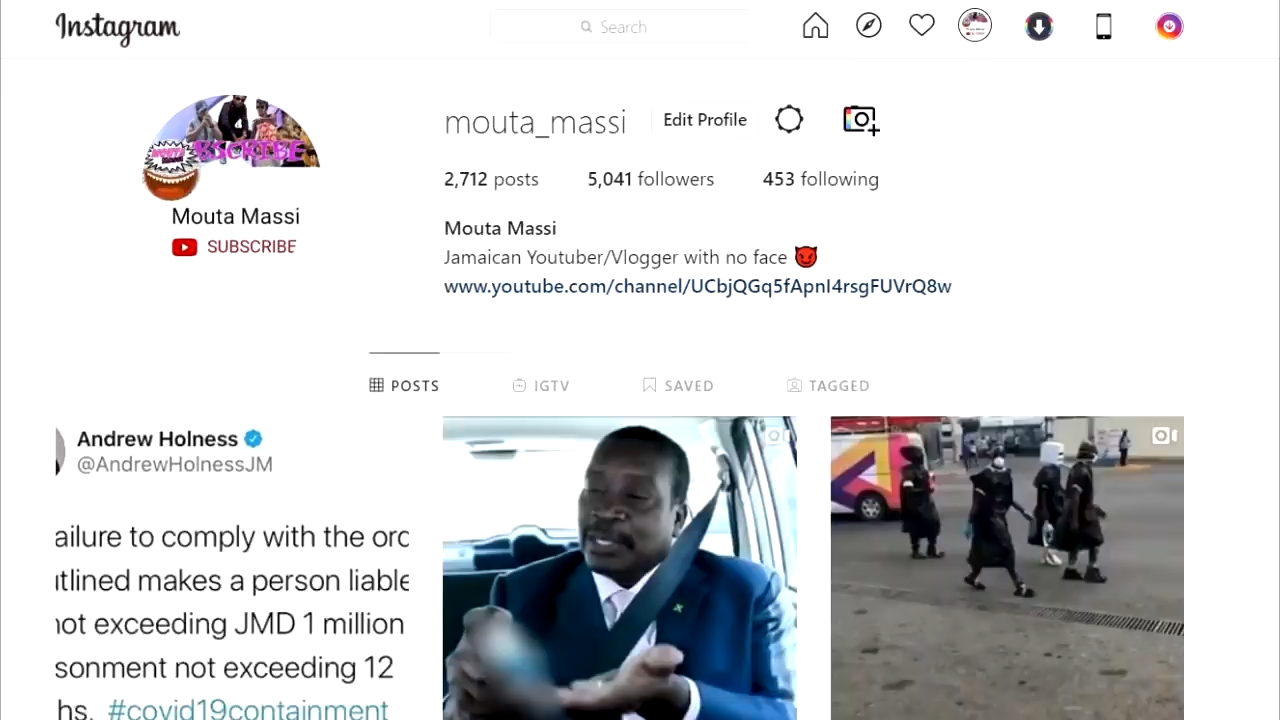 Instagram
Search
mouta_massi
Edit Profile
2,712 posts
5,041 followers
453 following
Mouta Massi
SUBSCRIBE
Mouta Massi
Jamaican Youtuber/Vlogger with no face
www.youtube.com/channel/UCbjQGq5fApnI4rsgFUVrQ8w
POSTS
IGTV
SAVED
TAGGED
Andrew Holness
@AndrewHolnessJM
ailure to comply with the orc
tlined makes a person liable
not exceeding JMD 1 million
sonment not exceeding 12
hs. #covid19containment